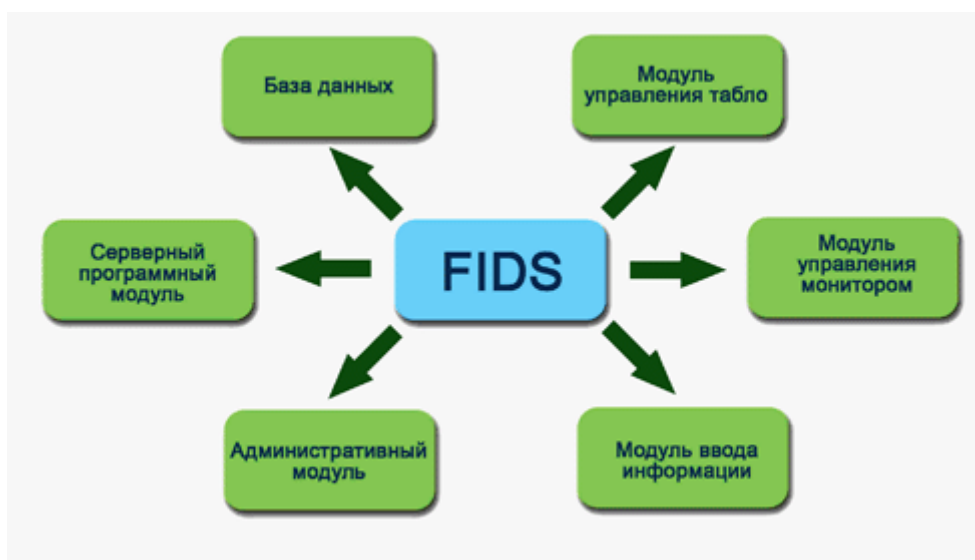 База данных
Модуль
управления табло
Серверный
программный
модуль
FIDS
Модуль
управления
монитором
Административный
модуль
Модуль ввода
информации